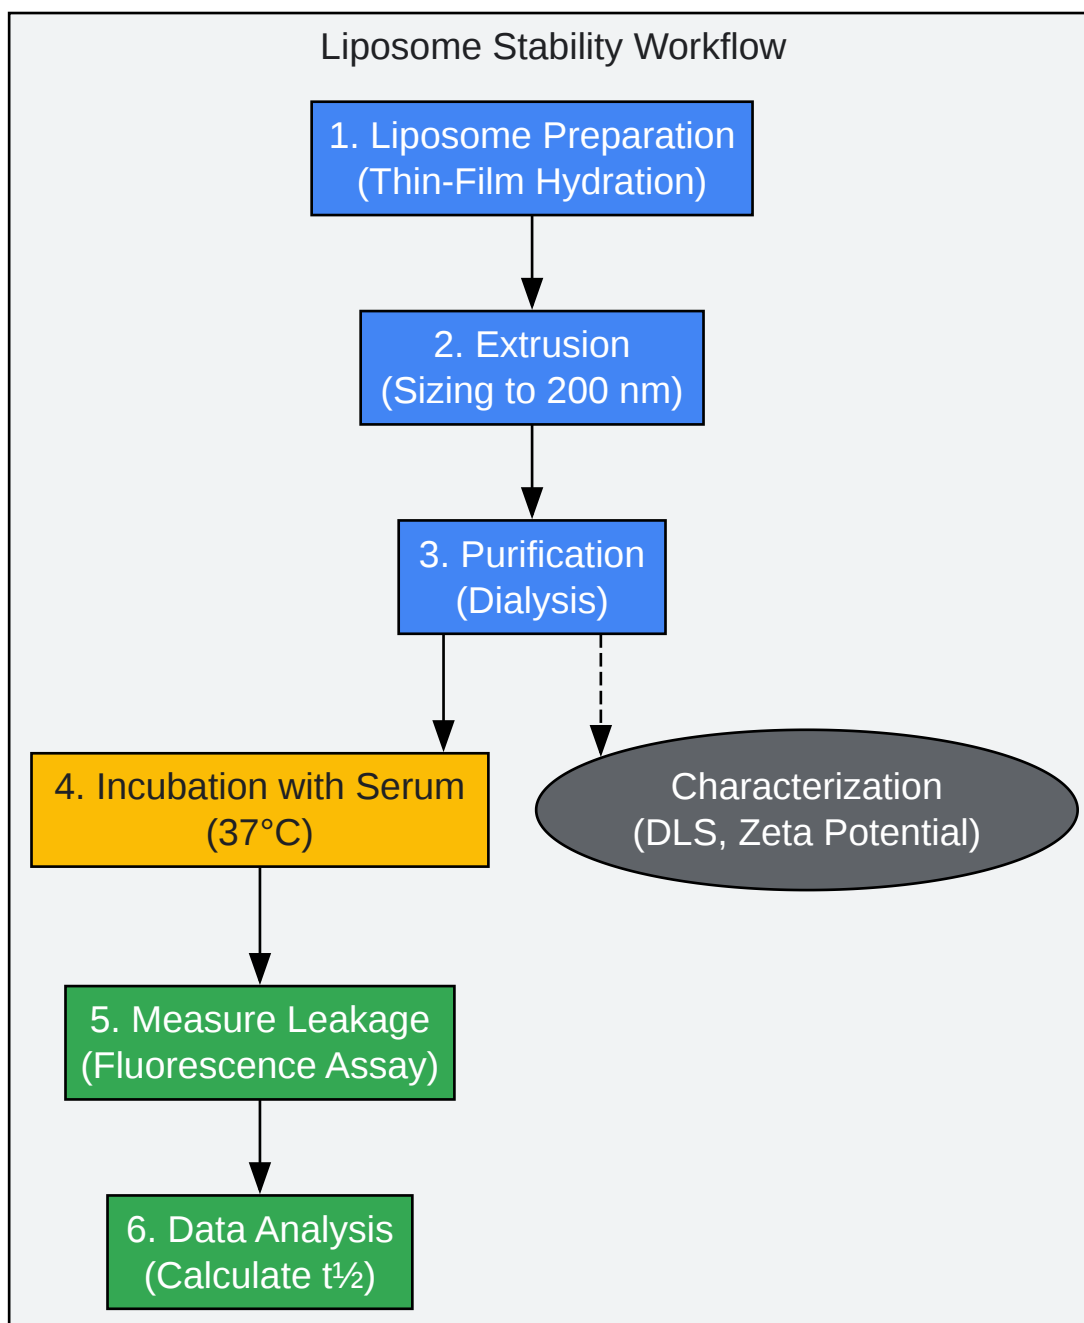 Liposome Stability Workflow
1. Liposome Preparation
(Thin-Film Hydration)
2. Extrusion
(Sizing to 200 nm)
3. Purification
(Dialysis)
4. Incubation with Serum
(37°C)
Characterization
(DLS, Zeta Potential)
5. Measure Leakage
(Fluorescence Assay)
6. Data Analysis
(Calculate t½)